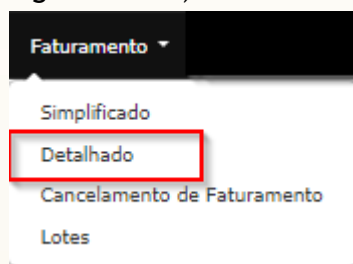 Faturamento
Simplificado
Detalhado
Cancelamento de Faturamento
Lotes